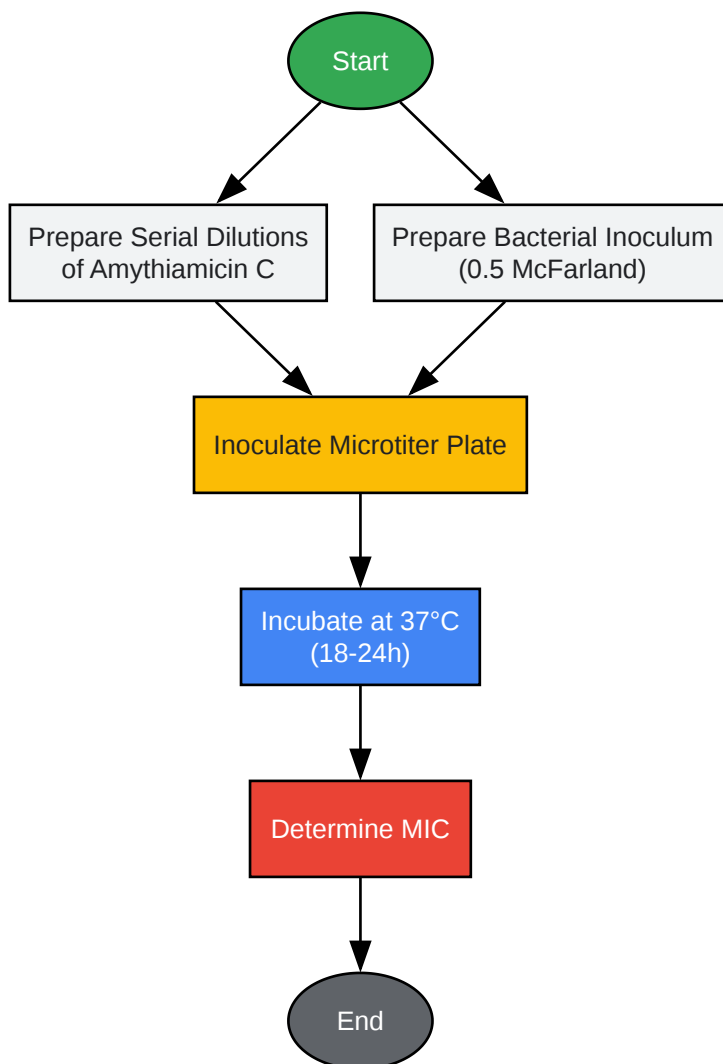 Start
Prepare Serial Dilutions
of Amythiamicin C
Prepare Bacterial Inoculum
(0.5 McFarland)
Inoculate Microtiter Plate
Incubate at 37°C
(18-24h)
Determine MIC
End